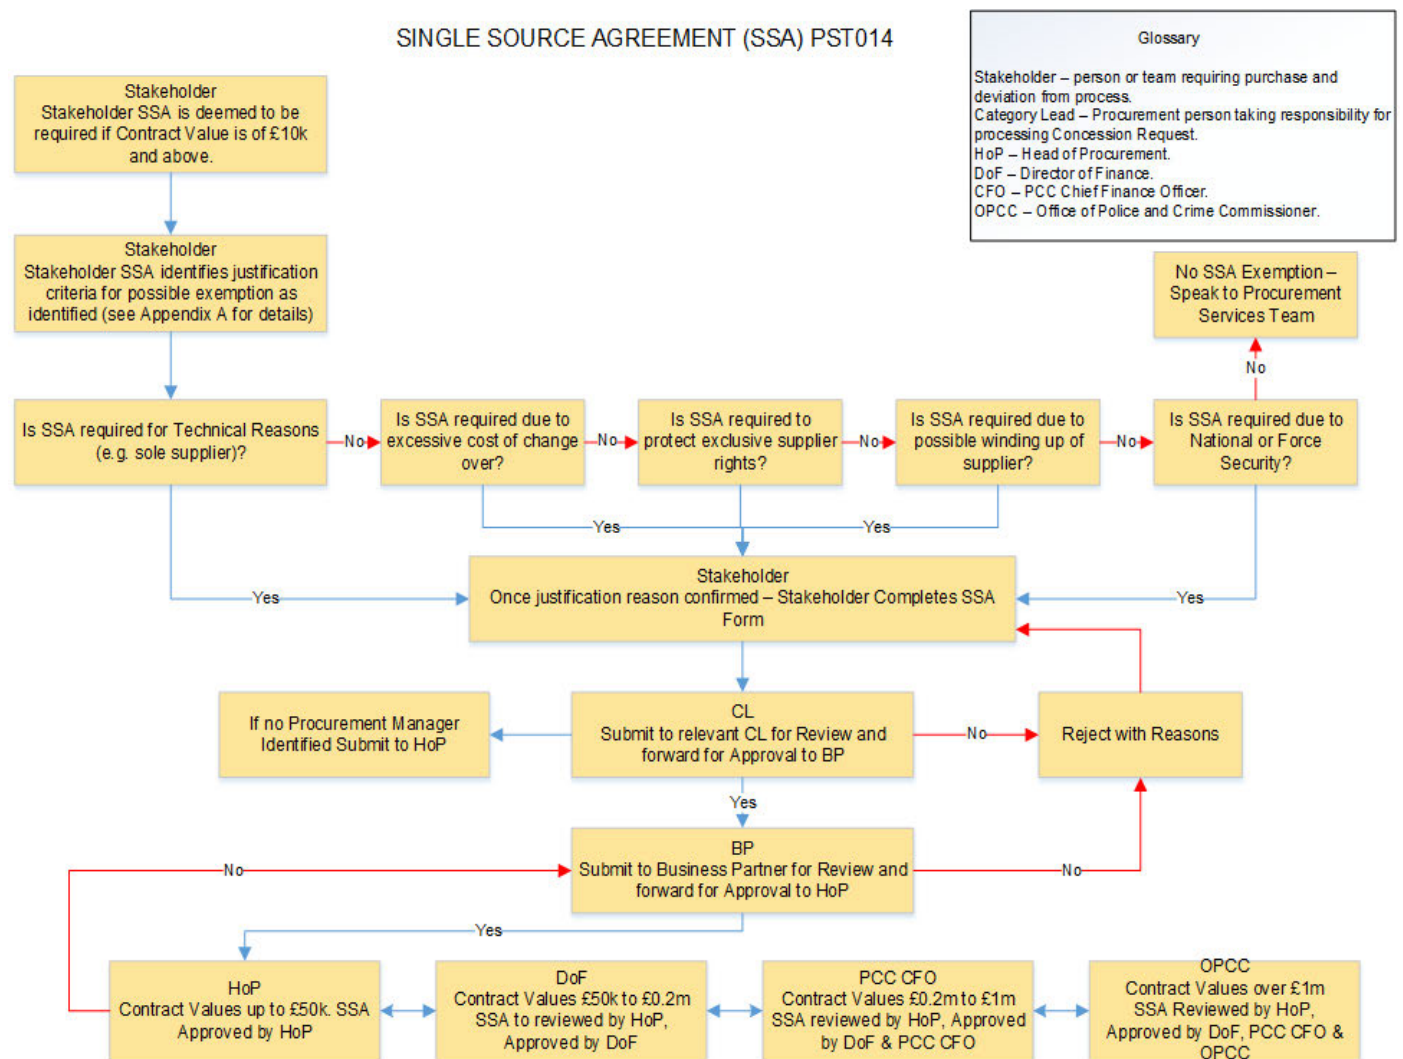 SINGLE SOURCE AGREEMENT (SSA) PST014
Glossary
Stakeholder – person or team requiring purchase and
deviation from process.
Category Lead – Procurement person taking responsibility for
processing Concession Request.
HoP – Head of Procurement.
DoF – Director of Finance.
CFO – PCC Chief Finance Officer.
OPCC – Office of Police and Crime Commissioner.
Stakeholder
Stakeholder SSA is deemed to be
required if Contract Value is of £10k
and above.
Stakeholder
Stakeholder SSA identifies justification
criteria for possible exemption as
identified (see Appendix A for details)
No SSA Exemption –
Speak to Procurement
Services Team
No
Is SSA required for Technical Reasons
(e.g. sole supplier)?
No
Is SSA required due to
excessive cost of change
over?
No
Is SSA required to
protect exclusive supplier
rights?
No
Is SSA required due to
possible winding up of
supplier?
No
Is SSA required due to
National or Force
Security?
Yes
Yes
Yes
Stakeholder
Once justification reason confirmed – Stakeholder Completes SSA
Form
Yes
If no Procurement Manager
Identified Submit to HoP
CL
Submit to relevant CL for Review and
forward for Approval to BP
No
Reject with Reasons
Yes
No
BP
Submit to Business Partner for Review and
forward for Approval to HoP
No
Yes
HoP
Contract Values up to £50k. SSA
Approved by HoP
DoF
Contract Values £50k to £0.2m
SSA to reviewed by HoP,
Approved by DoF
PCC CFO
Contract Values £0.2m to £1m
SSA reviewed by HoP, Approved
by DoF & PCC CFO
OPCC
Contract Values over £1m
SSA Reviewed by HoP,
Approved by DoF, PCC CFO &
OPCC